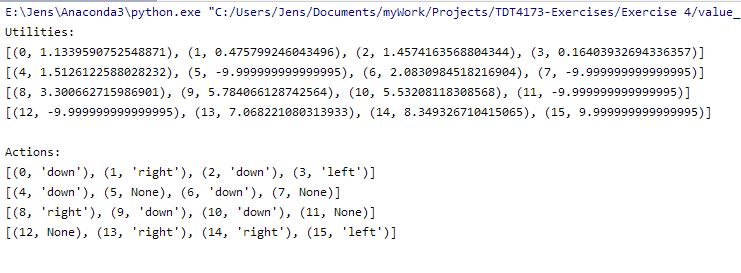 E:\Jens\Anaconda3\python.exe "C:/Users/Jens/Documents/myWork/Projects/TDT4173-Exercises/Exercise 4/value_
Utilities:
[(0, 1.1339590752548871), (1, 0.475799246043496), (2, 1.4574163568804344), (3, 0.16403932694336357)]
[(4, 1.5126122588028232), (5, -9.999999999999995), (6, 2.0830984518216904), (7, -9.999999999999995)]
[(8, 3.300662715986901), (9, 5.784066128742564), (10, 5.53208118308568), (11, -9.999999999999995)]
[(12, -9.999999999999995), (13, 7.068221080313933), (14, 8.349326710415065), (15, 9.999999999999995)]
Actions:
[(0, 'down'), (1, 'right'), (2, 'down'), (3, 'left')]
[(4, 'down'), (5, None), (6, 'down'), (7, None)]
[(8, 'right'), (9, 'down'), (10, 'down'), (11, None)]
[(12, None), (13, 'right'), (14, 'right'), (15, 'left')]